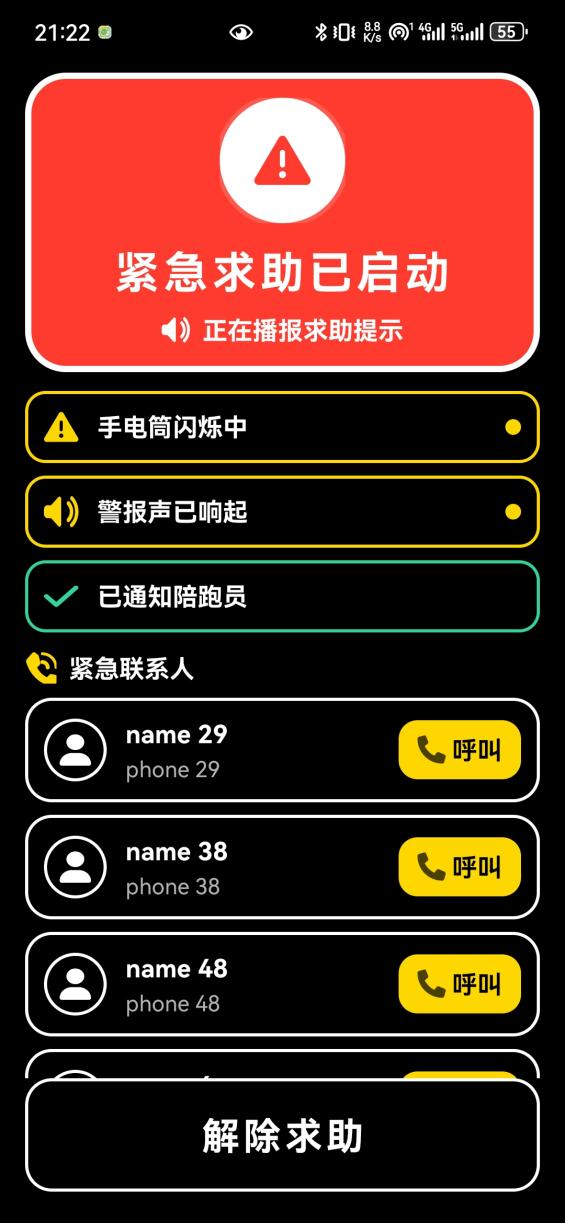 21:22
8.8 K/s
1
4G
5G
55
紧急求助已启动
正在播报求助提示
手电筒闪烁中
警报声已响起
已通知陪跑员
紧急联系人
name 29
phone 29
呼叫
name 38
phone 38
呼叫
name 48
phone 48
呼叫
解除求助